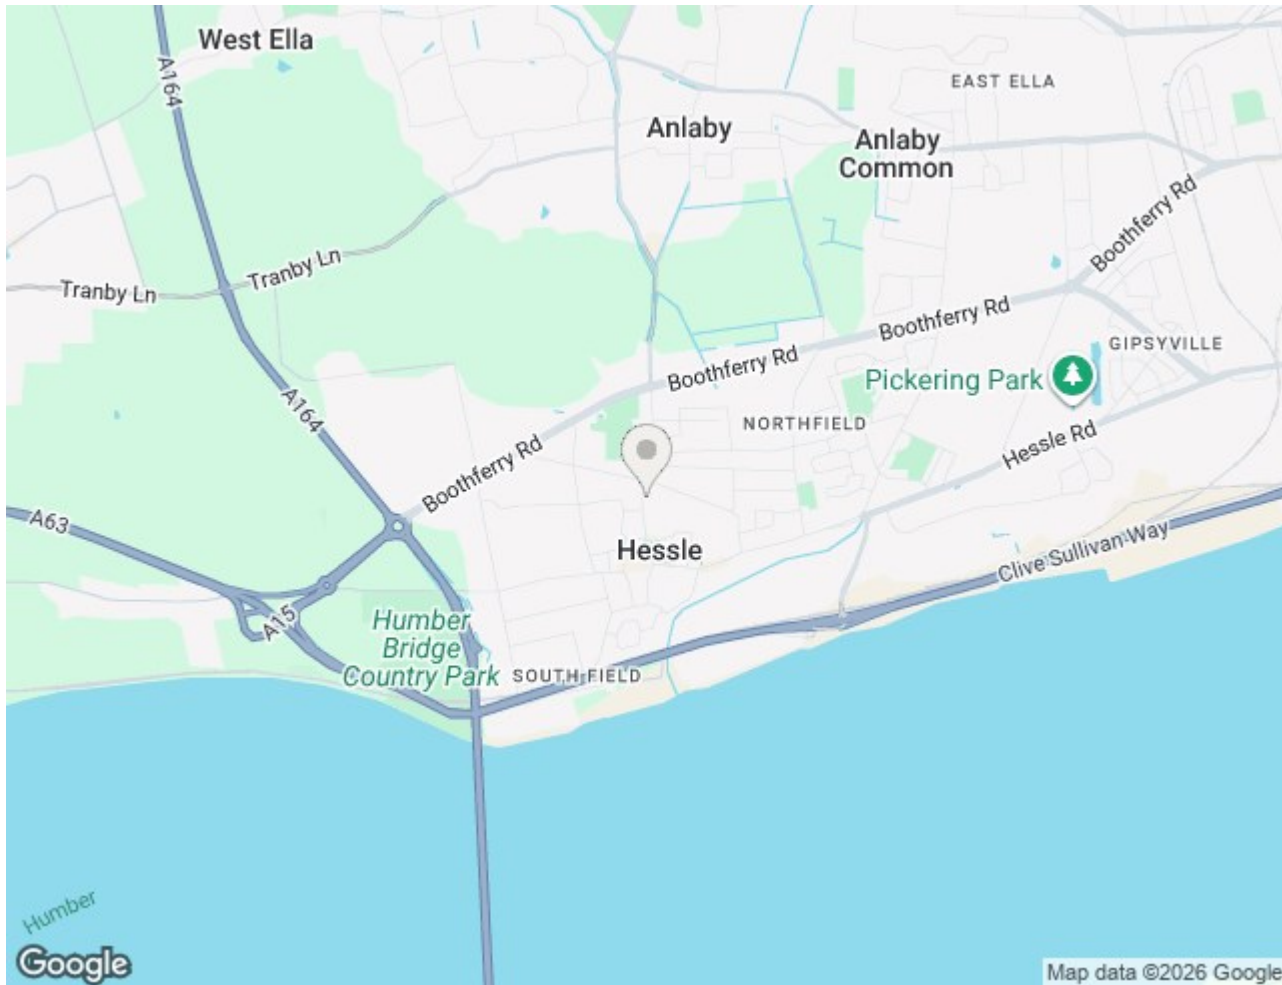 West Ella
A164
EAST ELLA
Anlaby
Anlaby
Common
Boothferry Rd
Tranby Ln
Tranby Ln
Boothferry Rd
GIPSYVILLE
Boothferry Rd
Pickering Park
A164
NORTHFIELD
Hessle Rd
Boothferry Rd
A63
Hessle
Clive Sullivan Way
A15
Humber
Bridge
Country Park
SOUTH FIELD
Humber
Google
Map data ©2026 Google